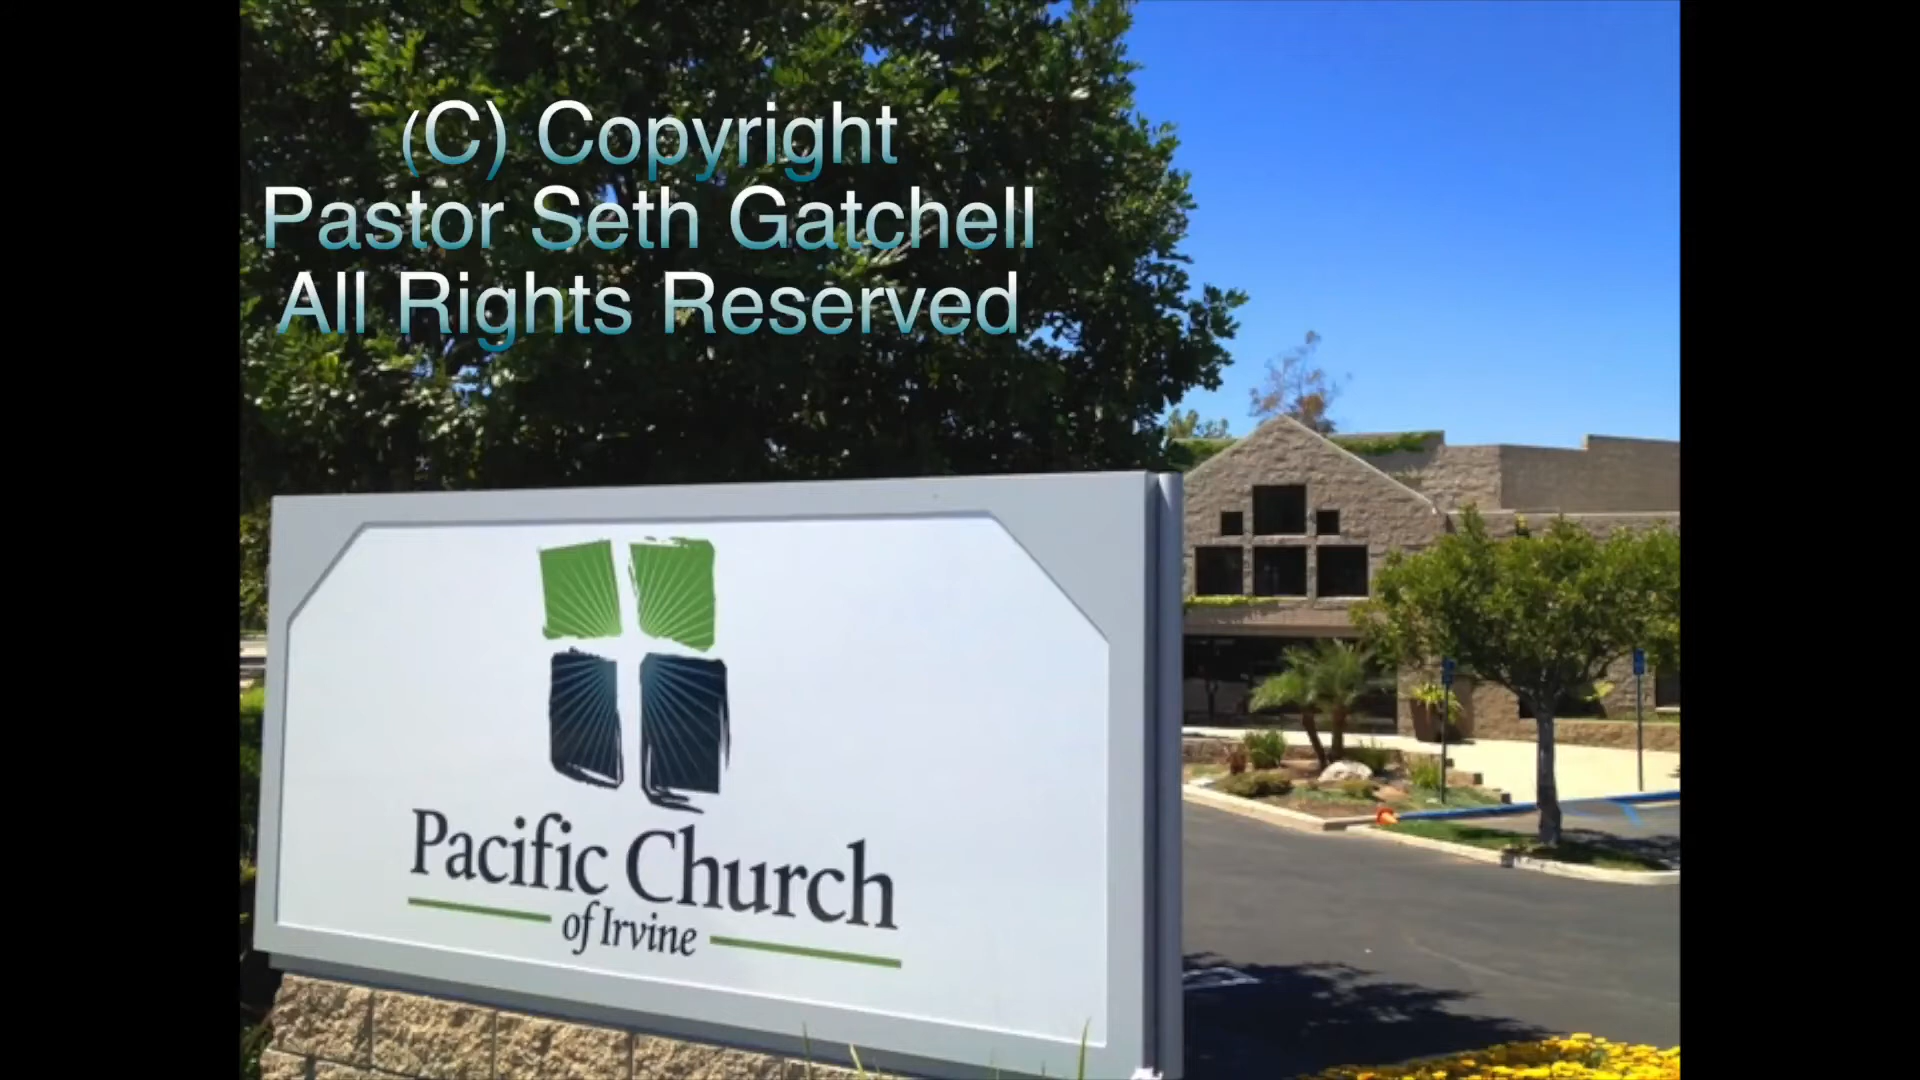 (C) Copyright
Pastor Seth Gatchell
All Rights Reserved
Pacific Church
of Irvine